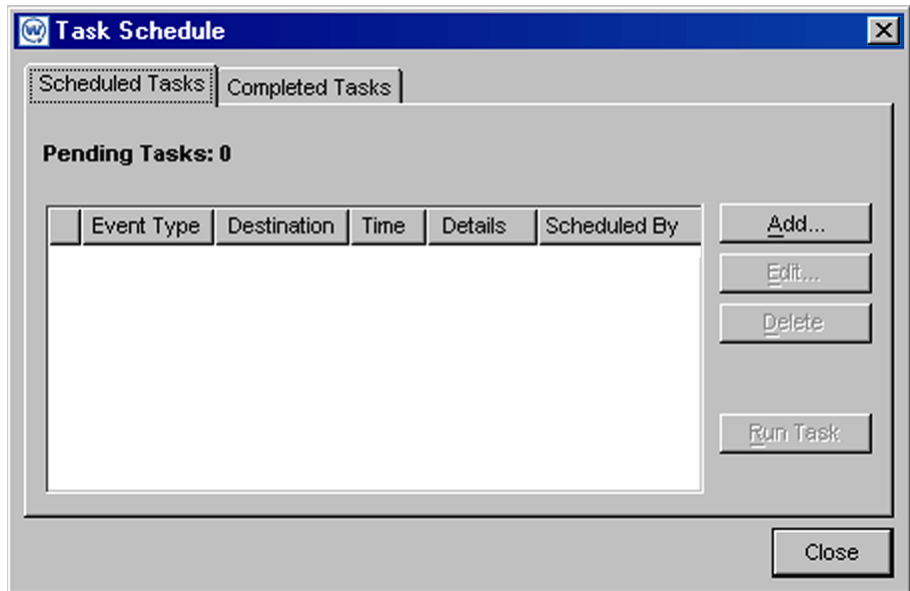 Task Schedule
Scheduled Tasks Completed Tasks
Pending Tasks: 0
Event Type Destination Time Details Scheduled By
Add...
Edit...
Delete
Run Task
Close